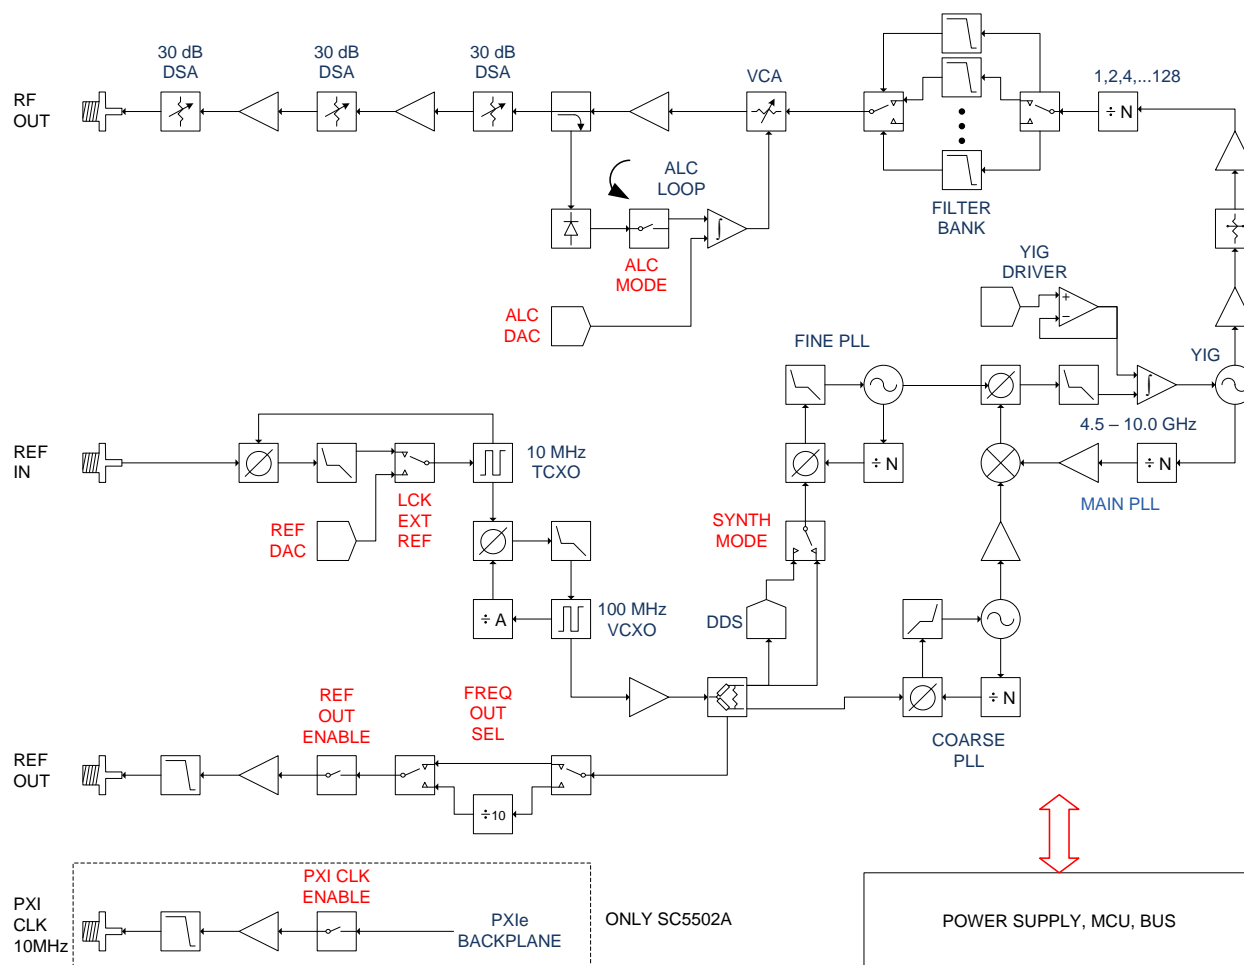 30 dB
DSA
30 dB
DSA
30 dB
DSA
VCA
1,2,4,...128
RF
OUT
÷ N
ALC
LOOP
FILTER
BANK
∫
ALC
MODE
YIG
DRIVER
ALC
DAC
+
−
FINE PLL
YIG
∫
4.5 – 10.0 GHz
REF
IN
10 MHz
TCXO
÷ N
÷ N
MAIN PLL
REF
DAC
LCK
EXT
REF
SYNTH
MODE
÷ A
100 MHz
VCXO
DDS
REF
OUT
ENABLE
FREQ
OUT
SEL
÷ N
COARSE
PLL
REF
OUT
÷10
PXI CLK
ENABLE
PXI
CLK
10MHz
PXIe
BACKPLANE
ONLY SC5502A
POWER SUPPLY, MCU, BUS